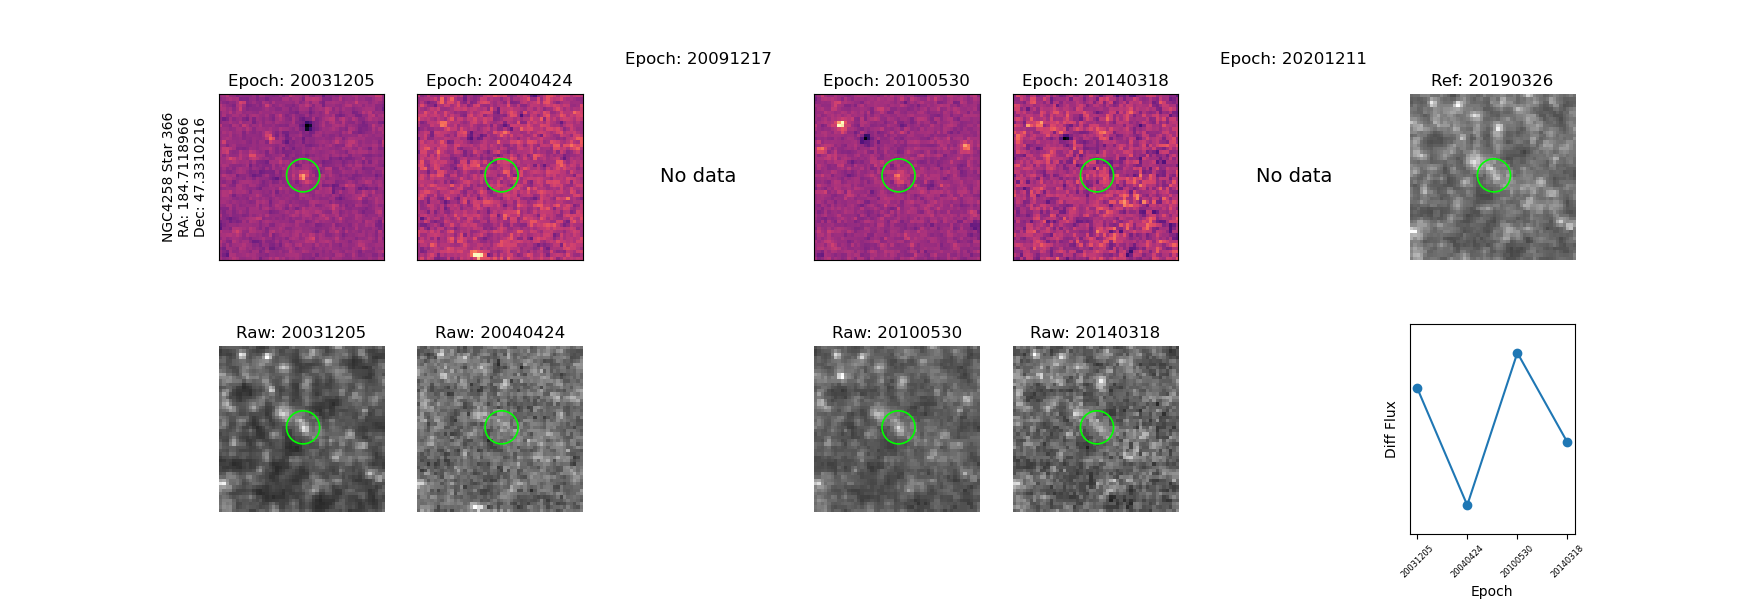 Epoch: 20091217
Epoch: 20201211
Epoch: 20031205
Epoch: 20040424
Epoch: 20100530
Epoch: 20140318
Ref: 20190326
NGC4258 Star 366
RA: 184.7118966
Dec: 47.3310216
No data
No data
Raw: 20031205
Raw: 20040424
Raw: 20100530
Raw: 20140318
Diff Flux
20031205
20040424
20100530
20140318
Epoch